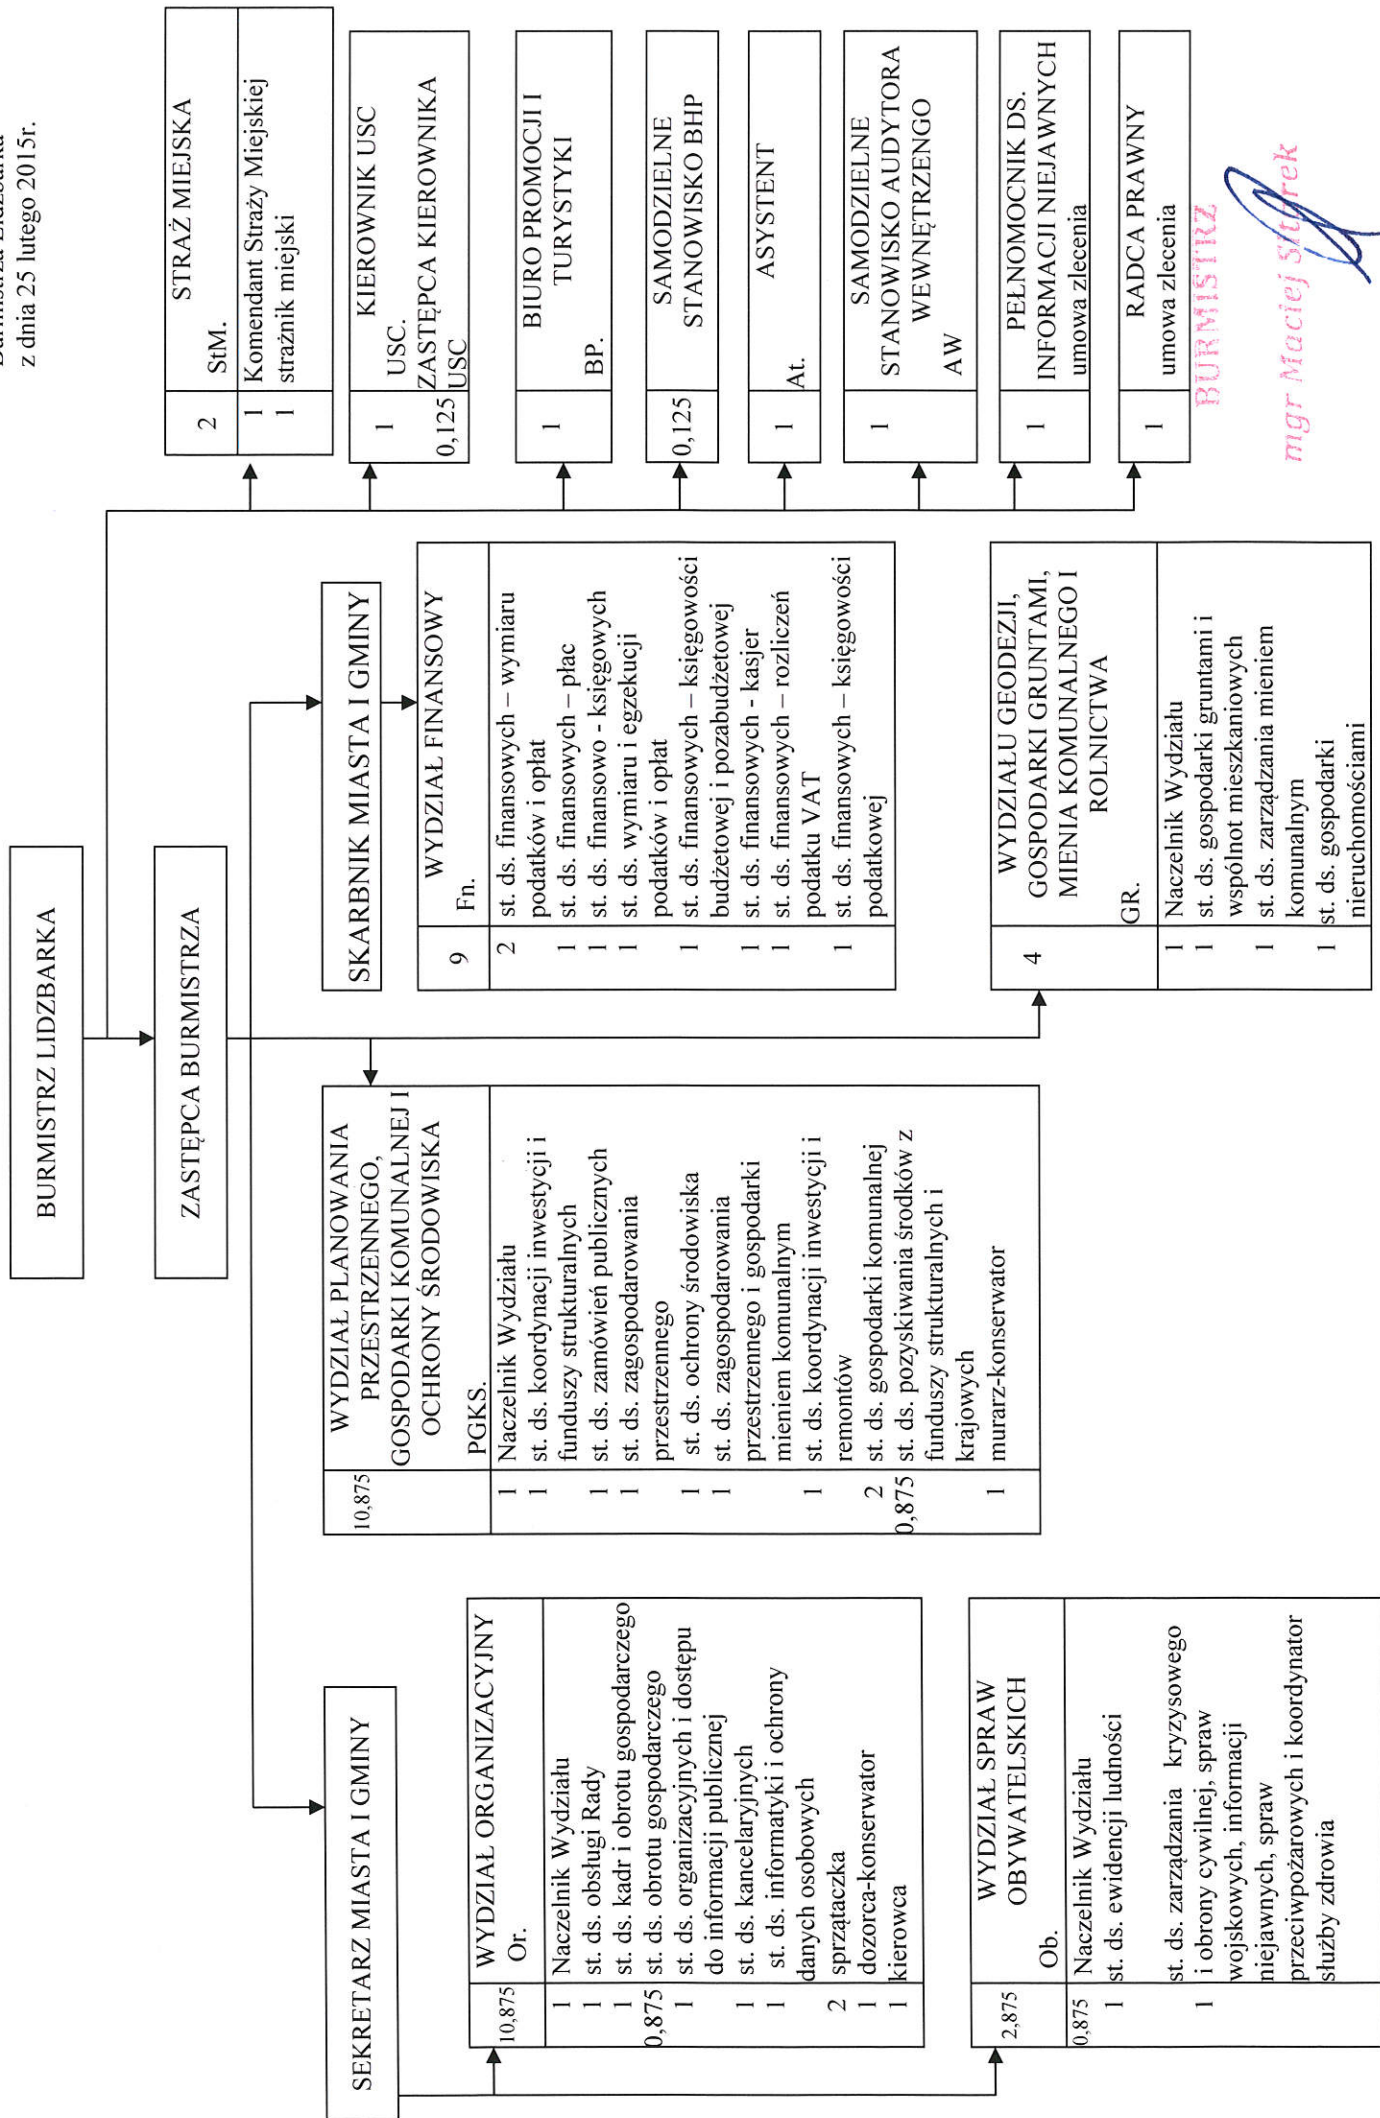 Burmistrza Lidzbarka
z dnia 25 lutego 2015r.
BURMISTRZ LIDZBARKA
ZASTĘPCA BURMISTRZA
SEKRETARZ MIASTA I GMINY
10,875
WYDZIAŁ ORGANIZACYJNY
Or.
1 Naczelnik Wydziału
1 st. ds. obsługi Rady
1 st. ds. kadr i obrotu gospodarczego
0,875 st. ds. obrotu gospodarczego
1 st. ds. organizacyjnych i dostępu
do informacji publicznej
1 st. ds. kancelaryjnych
1 st. ds. informatyki i ochrony
danych osobowych
2 sprzątaczka
1 dozorca-konserwator
1 kierowca
2,875
WYDZIAŁ SPRAW
OBYWATELSKICH
Ob.
0,875 Naczelnik Wydziału
1 st. ds. ewidencji ludności
st. ds. zarządzania kryzysowego
1 i obrony cywilnej, spraw
wojskowych, informacji
niejawnych, spraw
przeciwpożarowych i koordynator
służby zdrowia
10,875
WYDZIAŁ PLANOWANIA
PRZESTRZENNEGO,
GOSPODARKI KOMUNALNEJ I
OCHRONY ŚRODOWISKA
PGKS.
1 Naczelnik Wydziału
1 st. ds. koordynacji inwestycji i
funduszy strukturalnych
1 st. ds. zamówień publicznych
1 st. ds. zagospodarowania
przestrzennego
1 st. ds. ochrony środowiska
1 st. ds. zagospodarowania
przestrzennego i gospodarki
mieniem komunalnym
1 st. ds. koordynacji inwestycji i
remontów
2 st. ds. gospodarki komunalnej
0,875 st. ds. pozyskiwania środków z
funduszy strukturalnych i
krajowych
1 murarz-konserwator
SKARBNIK MIASTA I GMINY
9
WYDZIAŁ FINANSOWY
Fn.
2 st. ds. finansowych – wymiaru
podatków i opłat
1 st. ds. finansowych – płac
1 st. ds. finansowo - księgowych
1 st. ds. wymiaru i egzekucji
podatków i opłat
1 st. ds. finansowych – księgowości
budżetowej i pozabudżetowej
1 st. ds. finansowych - kasjer
1 st. ds. finansowych – rozliczeń
podatku VAT
1 st. ds. finansowych – księgowości
podatkowej
4
WYDZIAŁU GEODEZJI,
GOSPODARKI GRUNTAMI,
MIENIA KOMUNALNEGO I
ROLNICTWA
GR.
1 Naczelnik Wydziału
1 st. ds. gospodarki gruntami i
wspólnot mieszkaniowych
1 st. ds. zarządzania mieniem
komunalnym
1 st. ds. gospodarki
nieruchomościami
STRAŻ MIEJSKA
2 StM.
1 Komendant Straży Miejskiej
1 strażnik miejski
KIEROWNIK USC
1 USC.
ZASTĘPCA KIEROWNIKA
0,125 USC
BIURO PROMOCJI I
1 TURYSTYKI
BP.
SAMODZIELNE
0,125 STANOWISKO BHP
ASYSTENT
1 At.
SAMODZIELNE
1 STANOWISKO AUDYTORA
WEWNĘTRZENGO
AW
PEŁNOMOCNIK DS.
1 INFORMACJI NIEJAWNYCH
umowa zlecenia
RADCA PRAWNY
1 umowa zlecenia
BURMISTRZ
mgr Maciej Sitarek